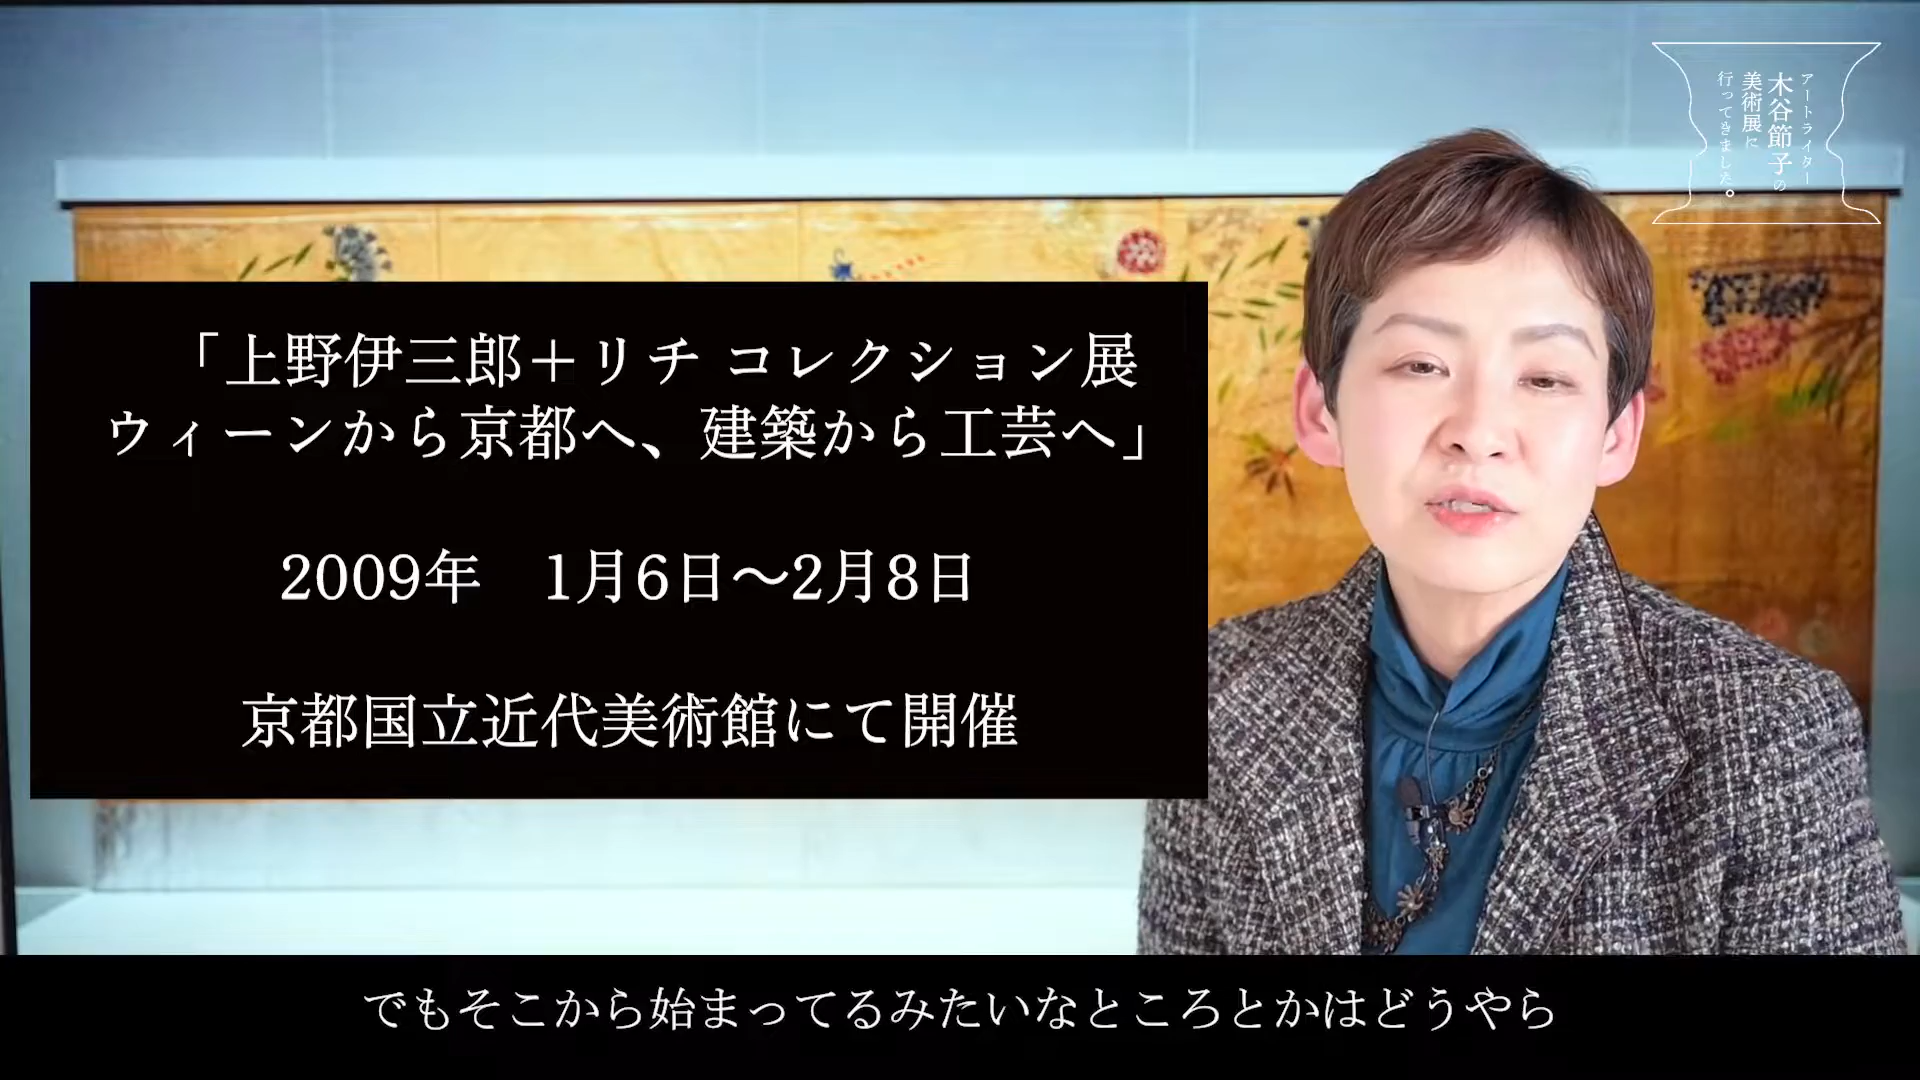 アートライター
木谷節子の
美術展に
行ってきました。
「上野伊三郎＋リチ コレクション展
ウィーンから京都へ、建築から工芸へ」
2009年　1月6日～2月8日
京都国立近代美術館にて開催
でもそこから始まってるみたいなところとかはどうやら